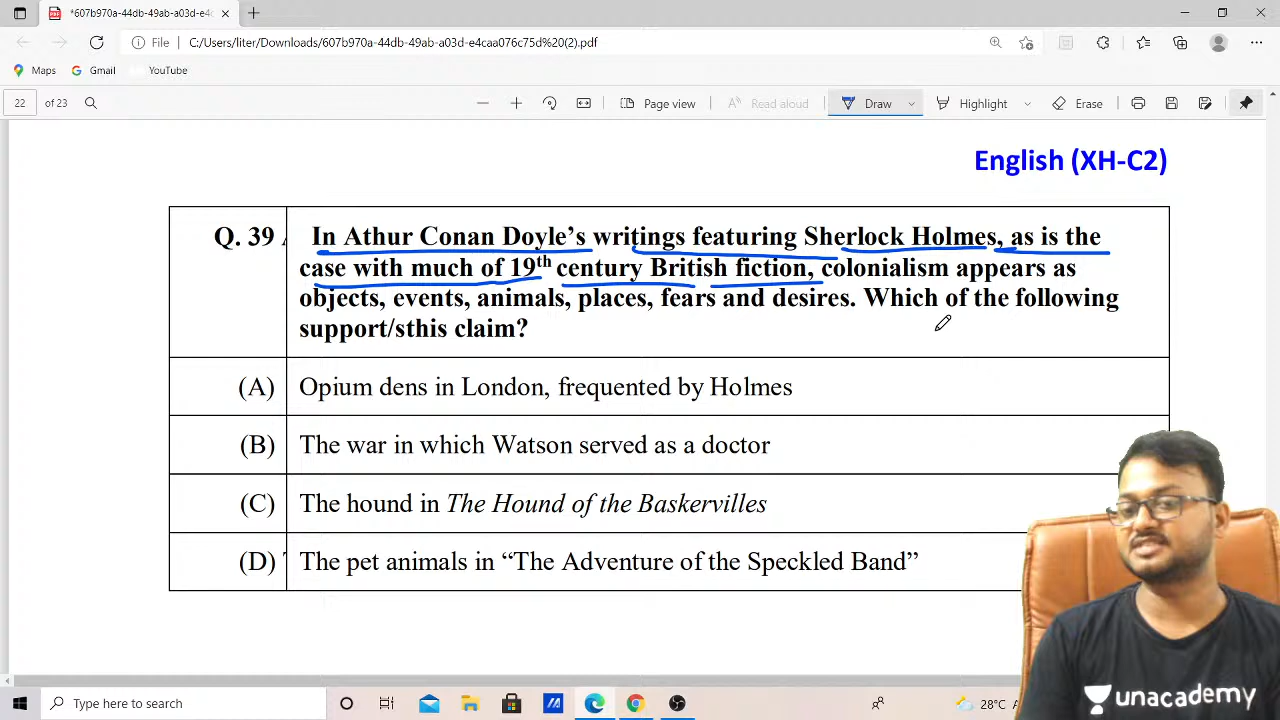 *607b970a-44db-49ab-a03d-e4c
File
C:/Users/liter/Downloads/607b970a-44db-49ab-a03d-e4caa076c75d%20(2).pdf
Maps
Gmail
YouTube
22
of 23
Page view
Read aloud
Draw
Highlight
Erase
English (XH-C2)
Q. 39
In Athur Conan Doyle's writings featuring Sherlock Holmes, as is the
case with much of 19th century British fiction, colonialism appears as
objects, events, animals, places, fears and desires. Which of the following
support/sthis claim?
(A) Opium dens in London, frequented by Holmes
(B) The war in which Watson served as a doctor
(C) The hound in The Hound of the Baskervilles
(D) The pet animals in “The Adventure of the Speckled Band”
unacademy
Type here to search
28°C